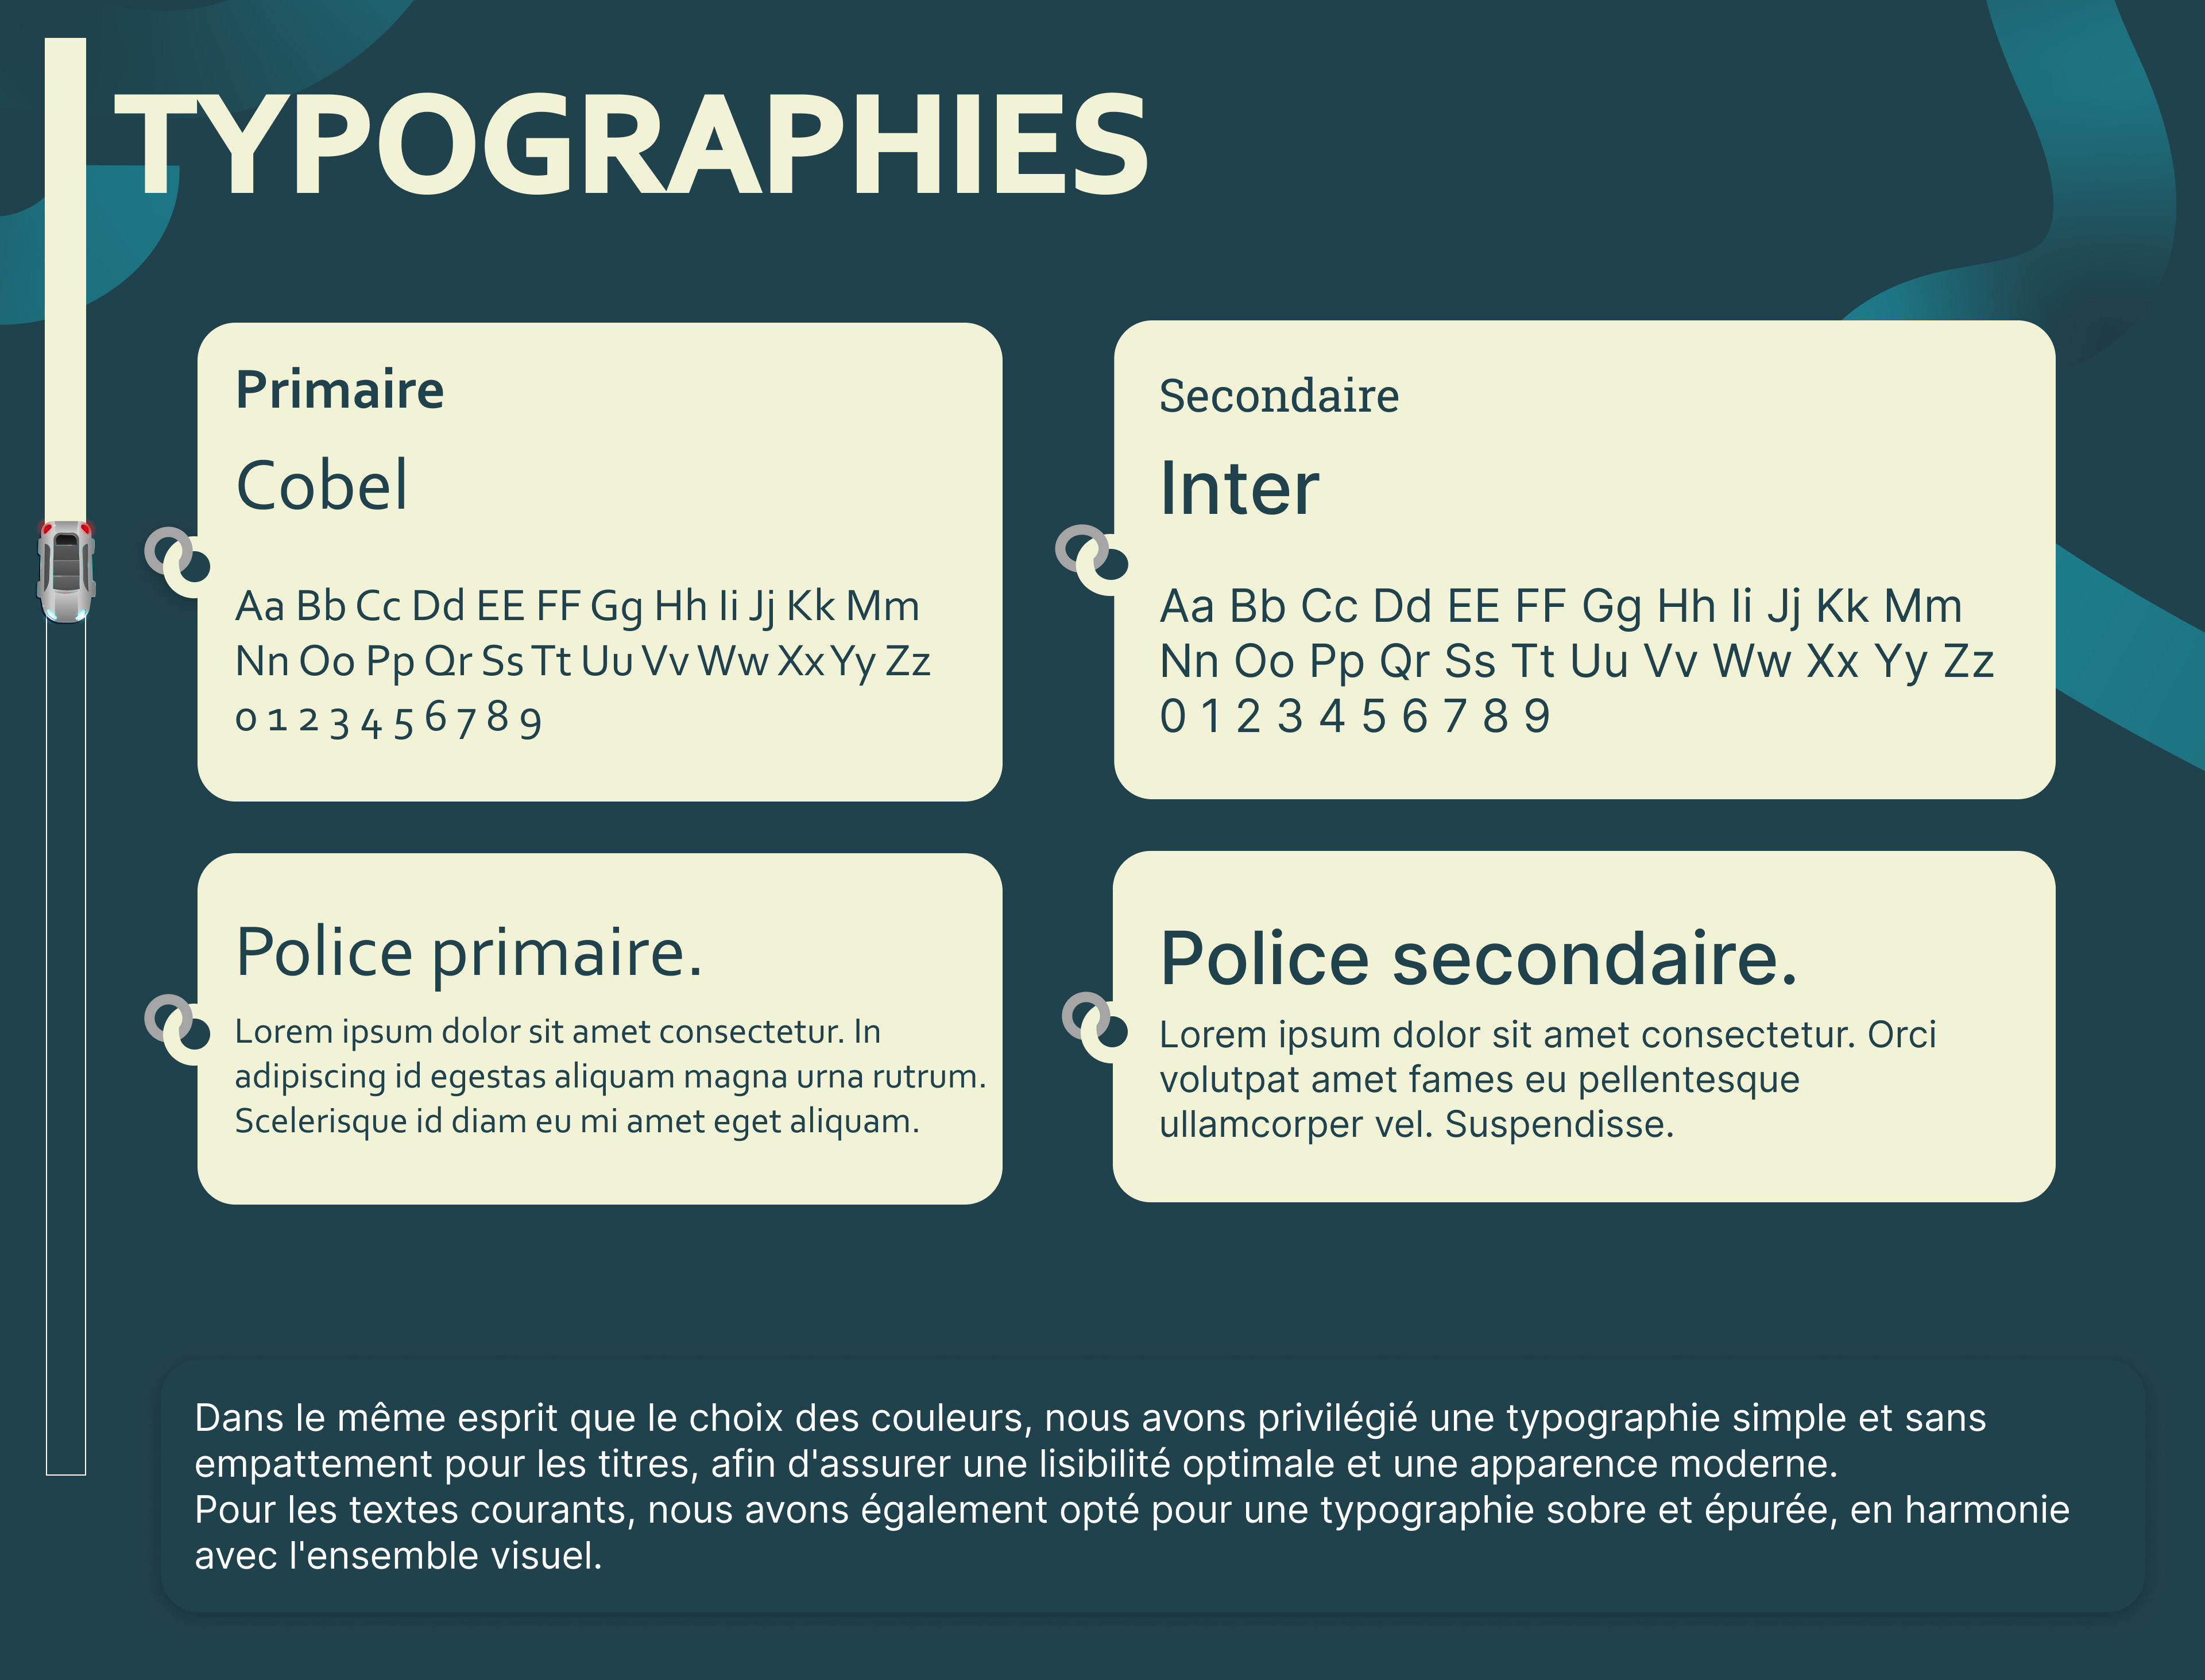 TYPOGRAPHIES
Primaire
Cobel
Aa Bb Cc Dd EE FF Gg Hh Ii Jj Kk Mm
Nn Oo Pp Qr Ss Tt Uu Vv Ww Xx Yy Zz
0 1 2 3 4 5 6 7 8 9
Secondaire
Inter
Aa Bb Cc Dd EE FF Gg Hh Ii Jj Kk Mm
Nn Oo Pp Qr Ss Tt Uu Vv Ww Xx Yy Zz
0 1 2 3 4 5 6 7 8 9
Police primaire.
Lorem ipsum dolor sit amet consectetur. In
adipiscing id egestas aliquam magna urna rutrum.
Scelerisque id diam eu mi amet eget aliquam.
Police secondaire.
Lorem ipsum dolor sit amet consectetur. Orci
volutpat amet fames eu pellentesque
ullamcorper vel. Suspendisse.
Dans le même esprit que le choix des couleurs, nous avons privilégié une typographie simple et sans
empattement pour les titres, afin d'assurer une lisibilité optimale et une apparence moderne.
Pour les textes courants, nous avons également opté pour une typographie sobre et épurée, en harmonie
avec l'ensemble visuel.